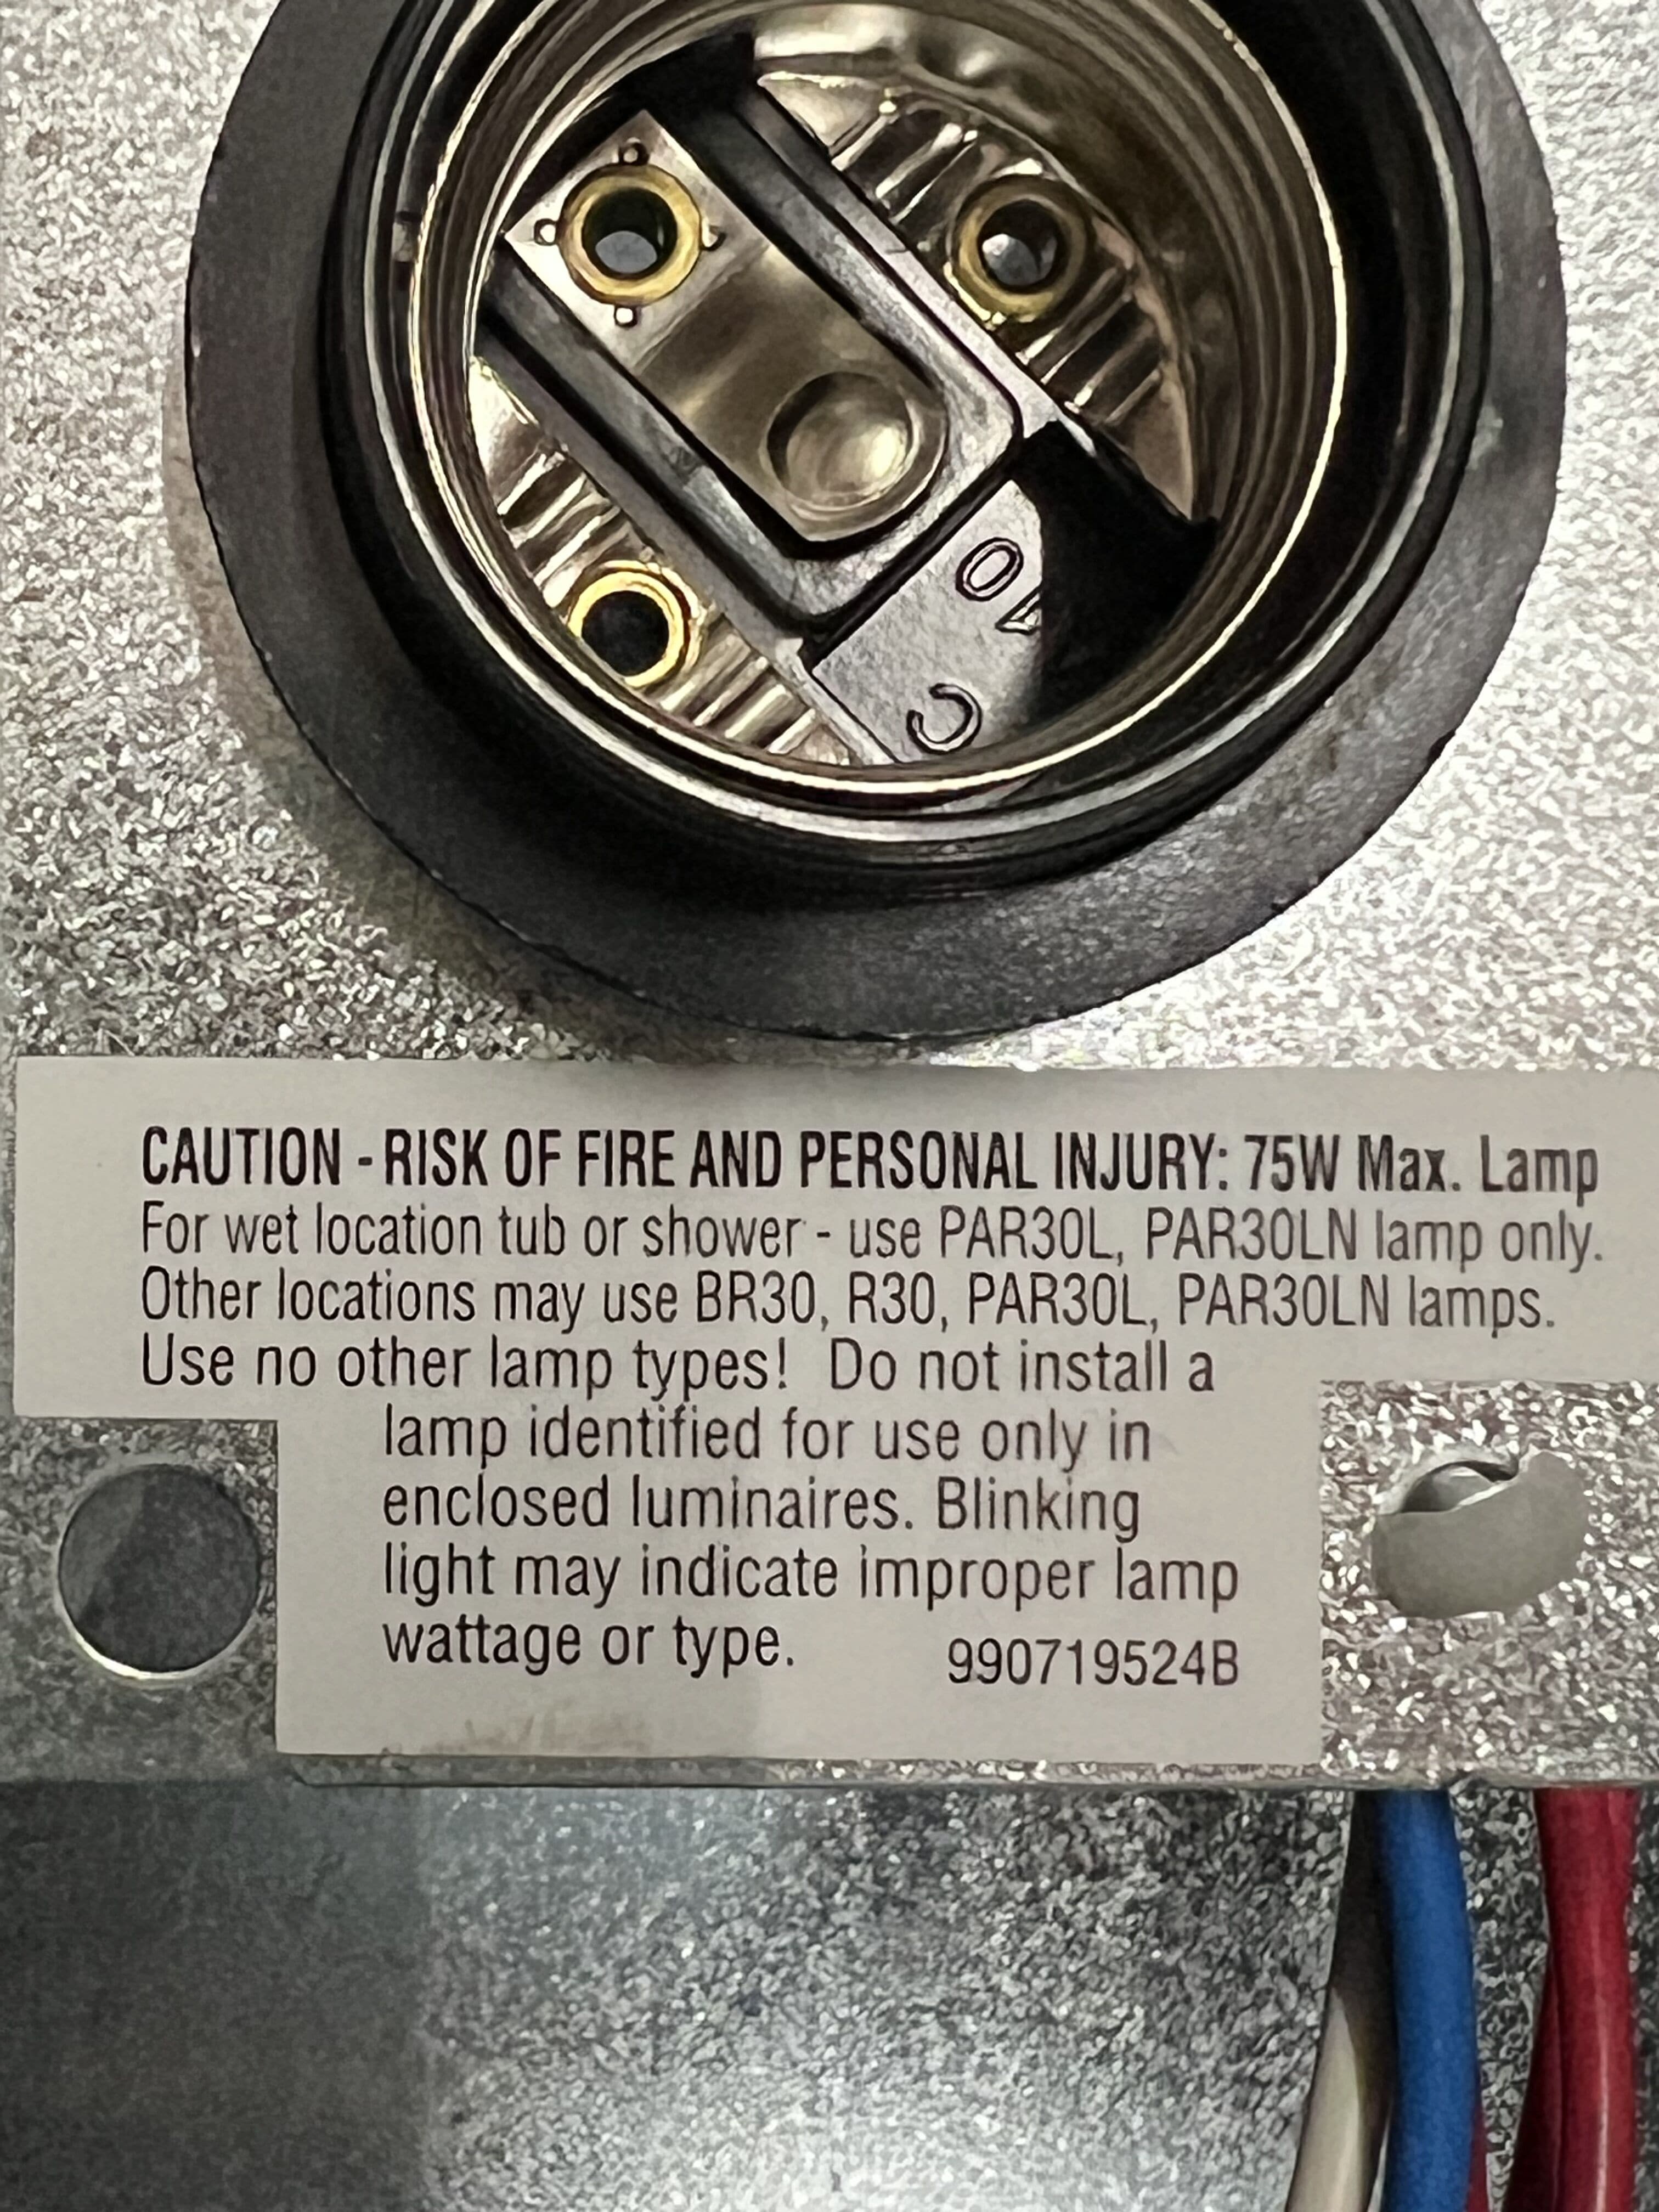 CAUTION - RISK OF FIRE AND PERSONAL INJURY: 75W Max. Lamp
For wet location tub or shower - use PAR30L, PAR30LN lamp only.
Other locations may use BR30, R30, PAR30L, PAR30LN lamps.
Use no other lamp types! Do not install a
lamp identified for use only in
enclosed luminaires. Blinking
light may indicate improper lamp
wattage or type. 990719524B